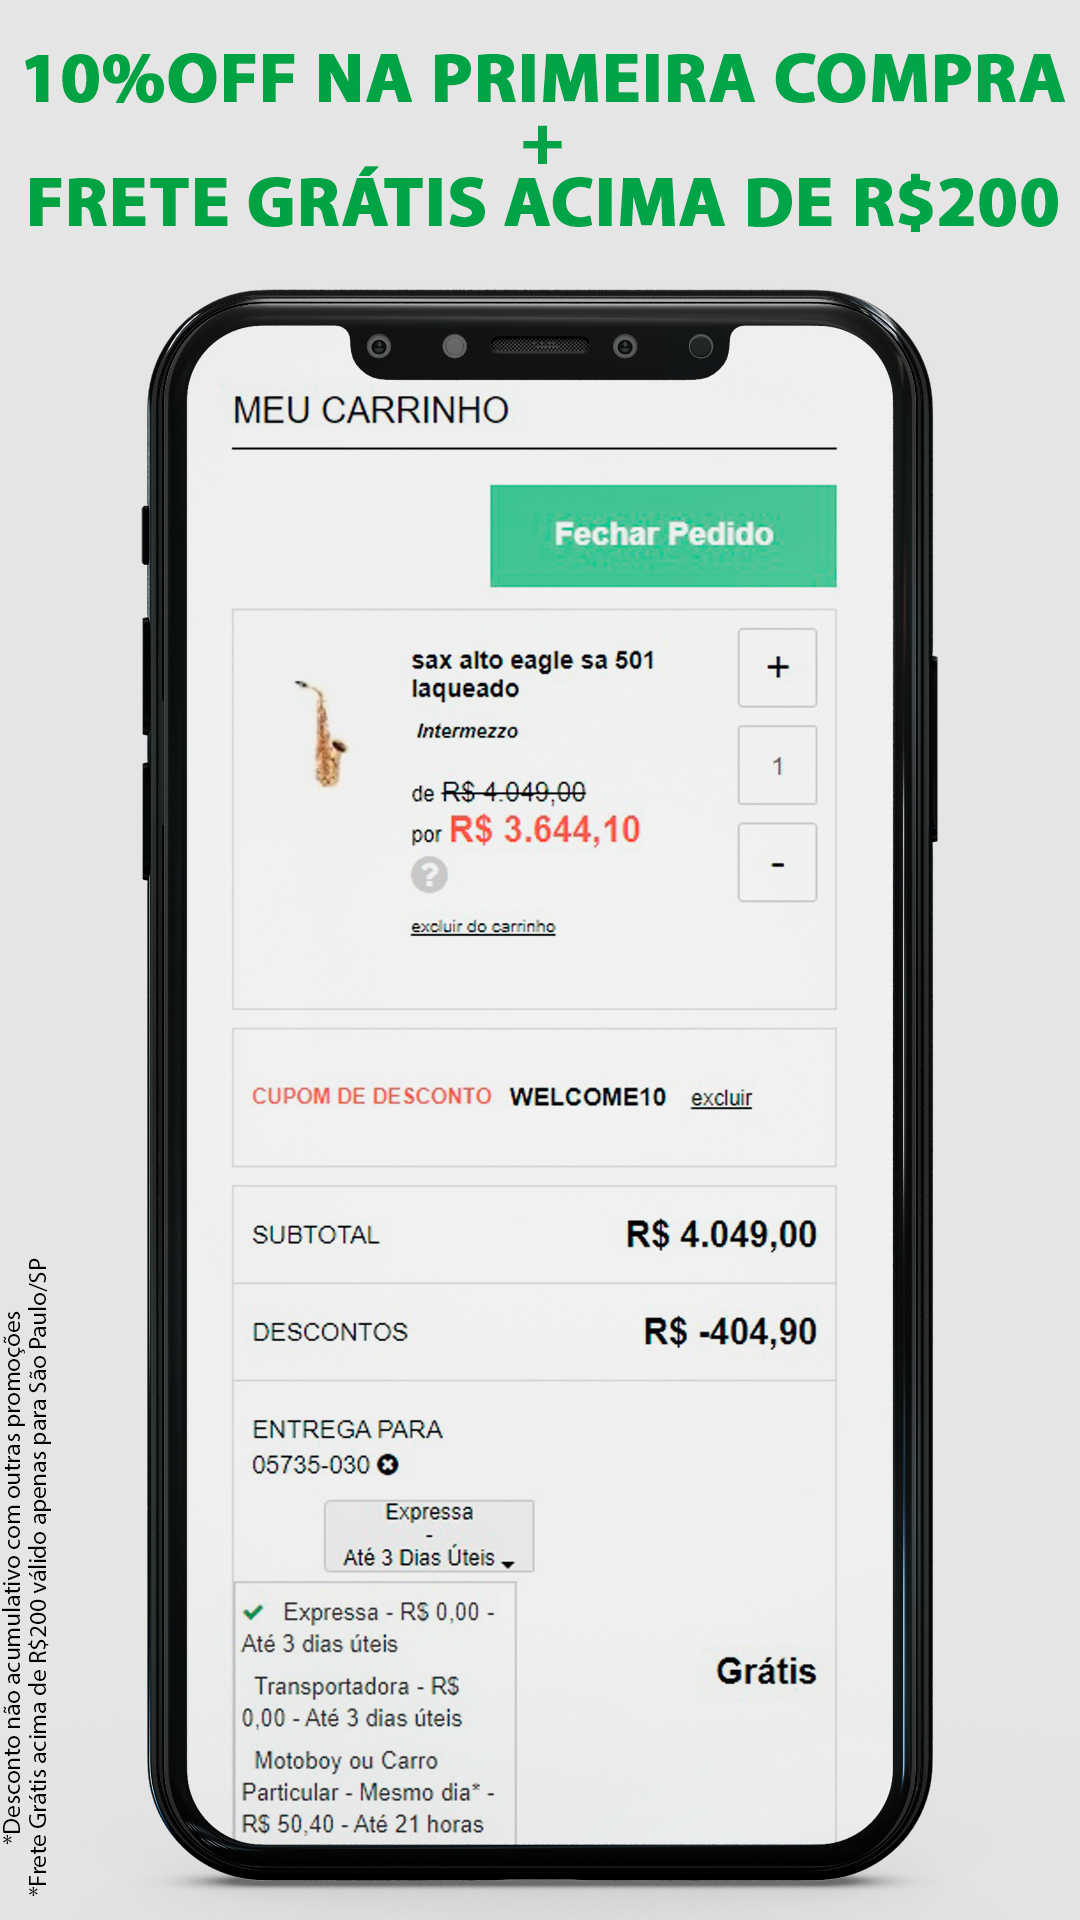 10%OFF NA PRIMEIRA COMPRA
+
FRETE GRÁTIS ACIMA DE R$200
MEU CARRINHO
Fechar Pedido
sax alto eagle sa 501
laqueado
Intermezzo
de R$ 4.049,00
por R$ 3.644,10
?
excluir do carrinho
+
1
-
CUPOM DE DESCONTO WELCOME10 excluir
SUBTOTAL R$ 4.049,00
DESCONTOS R$ -404,90
ENTREGA PARA
05735-030
Expressa
-
Até 3 Dias Úteis
Expressa - R$ 0,00 -
Até 3 dias úteis
Transportadora - R$
0,00 - Até 3 dias úteis
Motoboy ou Carro
Particular - Mesmo dia* -
R$ 50,40 - Até 21 horas
Grátis
*Desconto não acumulativo com outras promoções
*Frete Grátis acima de R$200 válido apenas para São Paulo/SP